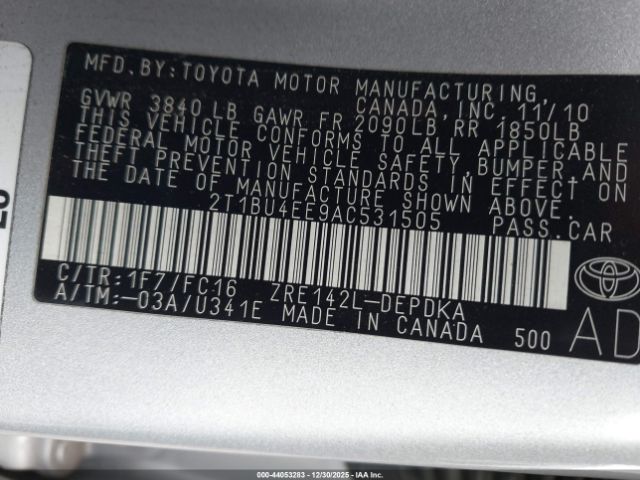 MFD. BY: TOYOTA MOTOR MANUFACTURING
CANADA, INC. 11/10
GVWR 3840 LB GAWR FR 2090LB RR 1850LB
THIS VEHICLE CONFORMS TO ALL APPLICABLE
FEDERAL MOTOR VEHICLE SAFETY, BUMPER, AND
THEFT PREVENTION STANDARDS IN EFFECT ON
THE DATE OF MANUFACTURE SHOWN ABOVE.
2T1BU4EE9AC531505 PASS. CAR
C/TR: 1F7/FC16 ZRE142L-DEPDKA
A/TM: -03A/U341E MADE IN CANADA 500 AD
000-44053283 - 12/30/2025 - IAA, Inc.